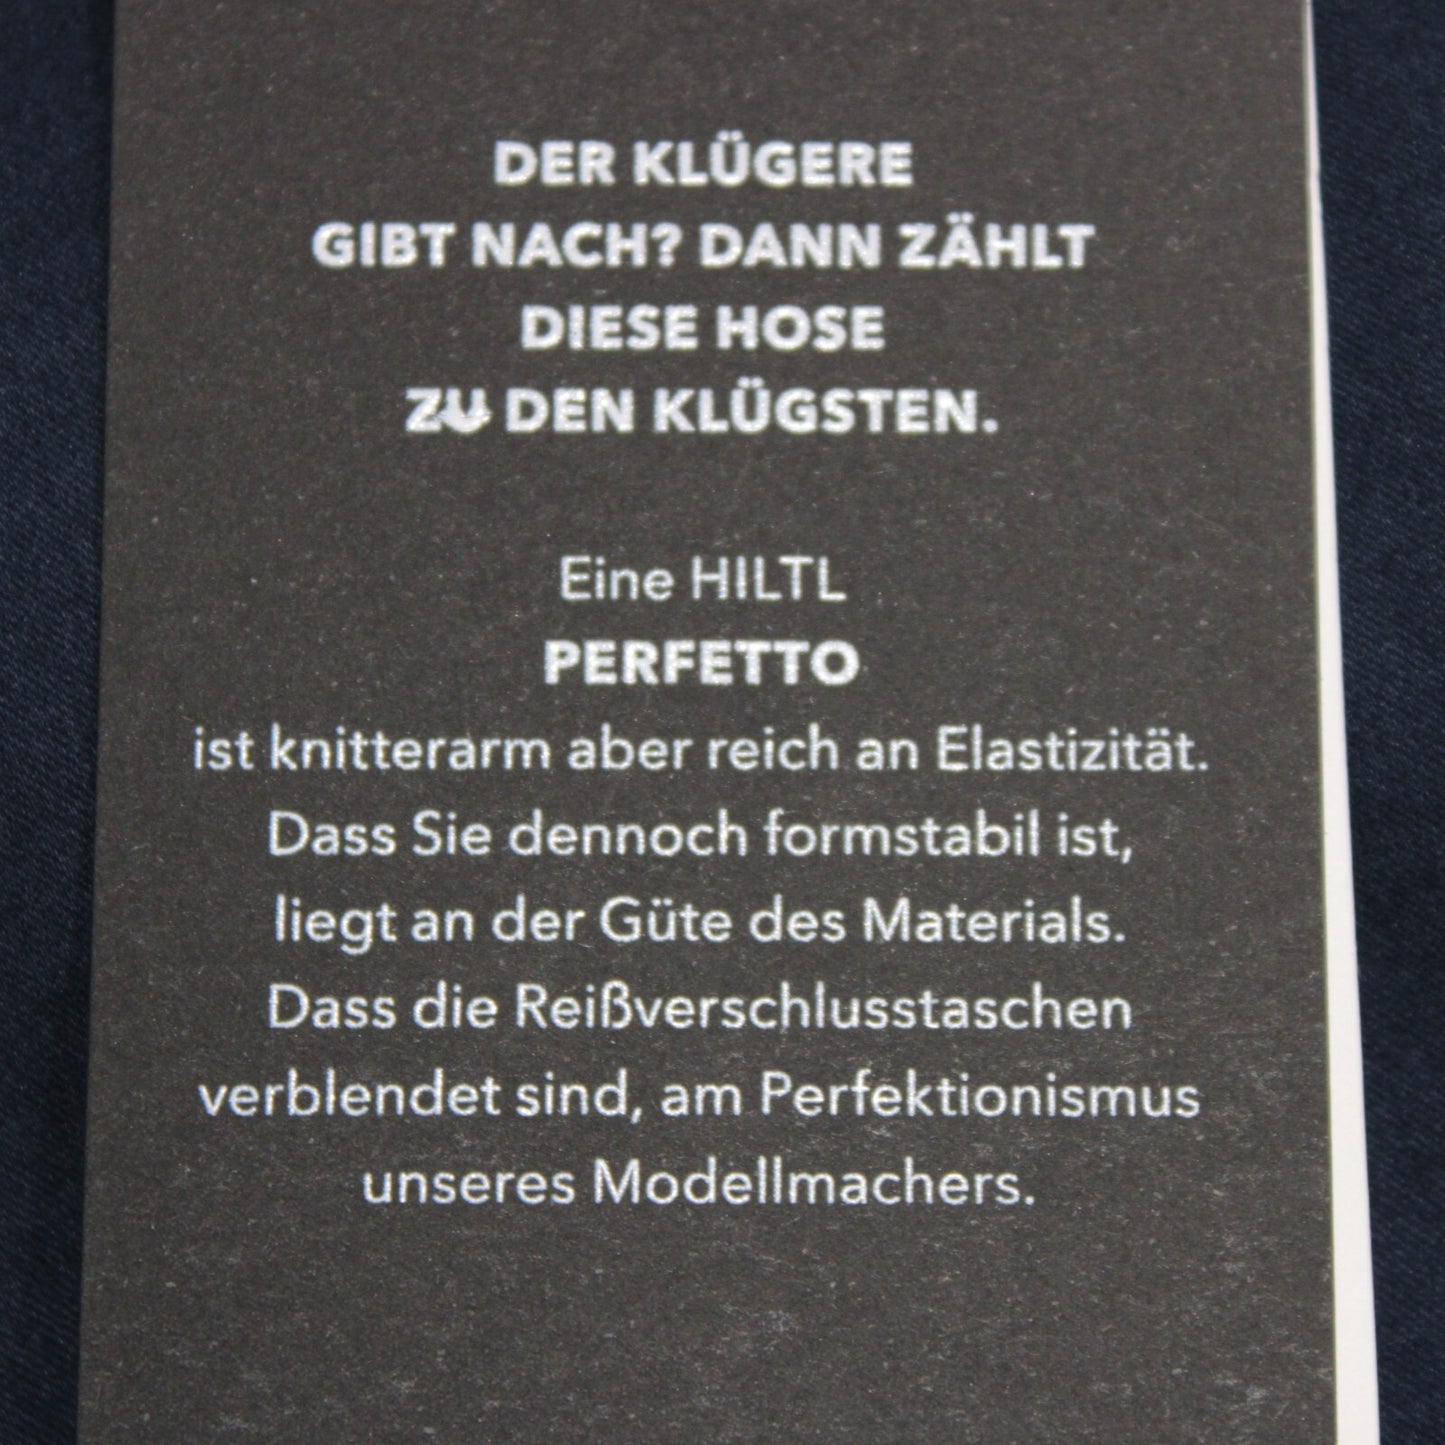 DER KLÜGERE
GIBT NACH? DANN ZÄHLT
DIESE HOSE
ZU DEN KLÜGSTEN.
Eine HILTL
PERFETTO
ist knitterarm aber reich an Elastizität.
Dass Sie dennoch formstabil ist,
liegt an der Güte des Materials.
Dass die Reißverschlusstaschen
verblendet sind, am Perfektionismus
unseres Modellmachers.